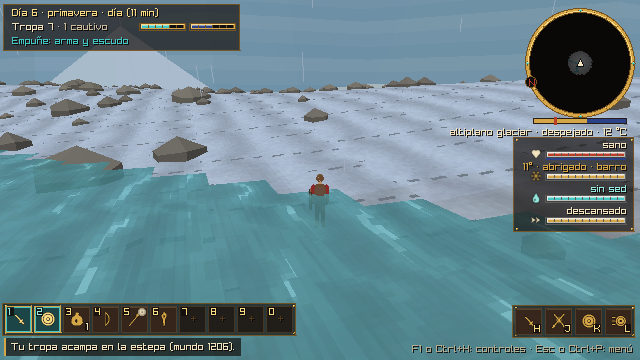 Día 6 · primavera · día (11 min)
Tropa 7 · 1 cautivo
Empuñe: arma y escudo
altiplano glaciar · despejado · 12 °C
sano
11° · abrigado · barro
sin sed
descansado
1 2 3 4 5 6 7 8 9 0
1
H J K L
Tu tropa acampa en la estepa (mundo 1206).
F1 o Ctrl+H: controles · Esc o Ctrl+P: menú